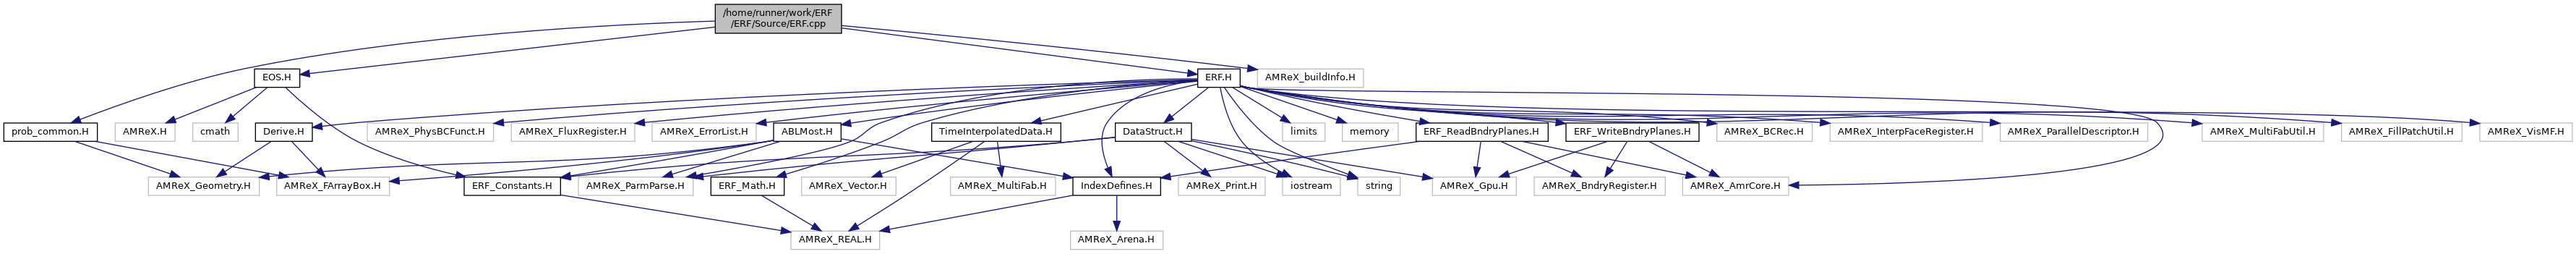 /home/runner/work/ERF
/ERF/Source/ERF.cpp
EOS.H
ERF.H
AMReX_buildInfo.H
prob_common.H
AMReX.H
cmath
Derive.H
AMReX_PhysBCFunct.H
AMReX_FluxRegister.H
AMReX_ErrorList.H
ABLMost.H
TimeInterpolatedData.H
DataStruct.H
limits
memory
ERF_ReadBndryPlanes.H
ERF_WriteBndryPlanes.H
AMReX_BCRec.H
AMReX_InterpFaceRegister.H
AMReX_ParallelDescriptor.H
AMReX_MultiFabUtil.H
AMReX_FillPatchUtil.H
AMReX_VisMF.H
AMReX_Geometry.H
AMReX_FArrayBox.H
ERF_Constants.H
AMReX_ParmParse.H
ERF_Math.H
AMReX_Vector.H
AMReX_MultiFab.H
IndexDefines.H
AMReX_Print.H
iostream
string
AMReX_Gpu.H
AMReX_BndryRegister.H
AMReX_AmrCore.H
AMReX_REAL.H
AMReX_Arena.H